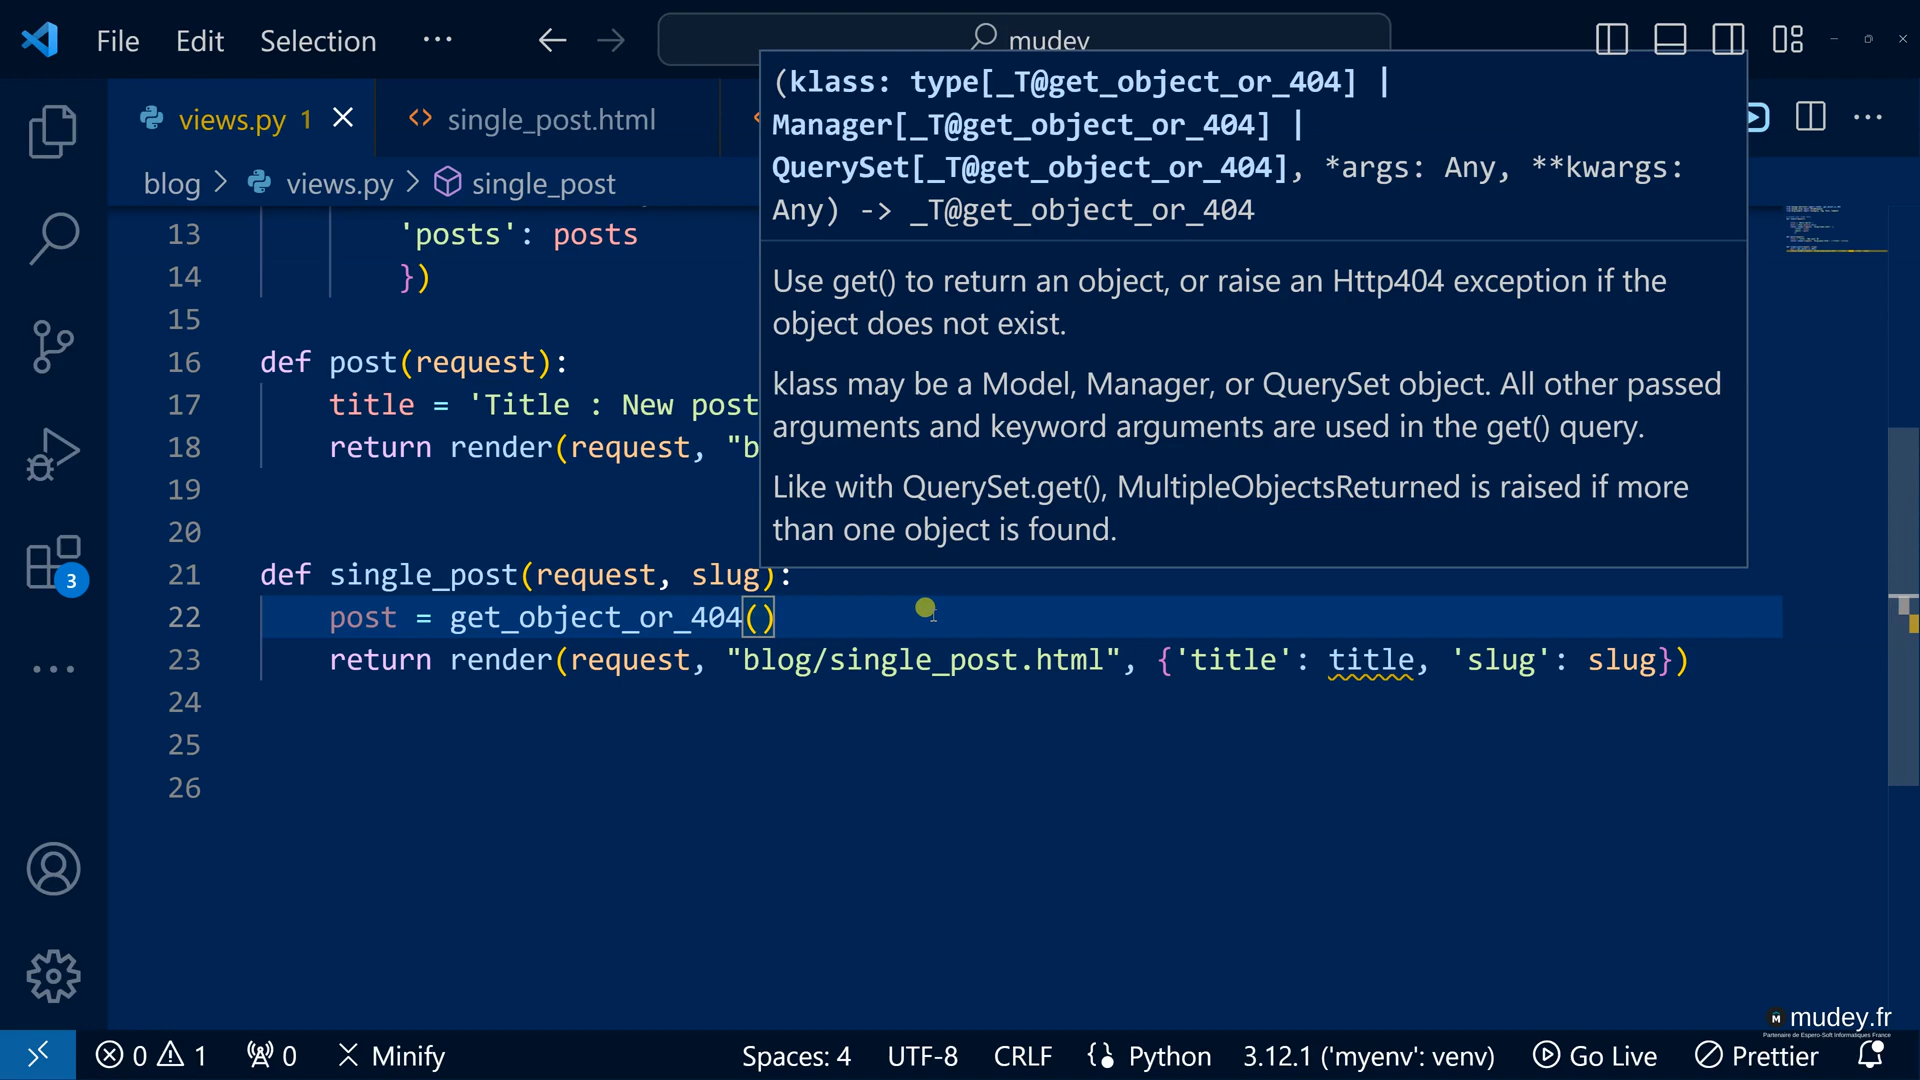 File Edit Selection ···
mudev
views.py 1
single_post.html
blog > views.py > single_post
(klass: type[_T@get_object_or_404] |
Manager[_T@get_object_or_404] |
QuerySet[_T@get_object_or_404], *args: Any, **kwargs:
Any) -> _T@get_object_or_404
Use get() to return an object, or raise an Http404 exception if the
object does not exist.
klass may be a Model, Manager, or QuerySet object. All other passed
arguments and keyword arguments are used in the get() query.
Like with QuerySet.get(), MultipleObjectsReturned is raised if more
than one object is found.
13 'posts': posts
14 })
15
16 def post(request):
17 title = 'Title : New post
18 return render(request, "b
19
20
21 def single_post(request, slug):
22 post = get_object_or_404()
23 return render(request, "blog/single_post.html", {'title': title, 'slug': slug})
24
25
26
3
M mudey.fr
Partenaire de Espero-Soft Informatiques France
0 1 0 Minify Spaces: 4 UTF-8 CRLF Python 3.12.1 ('myenv': venv) Go Live Prettier